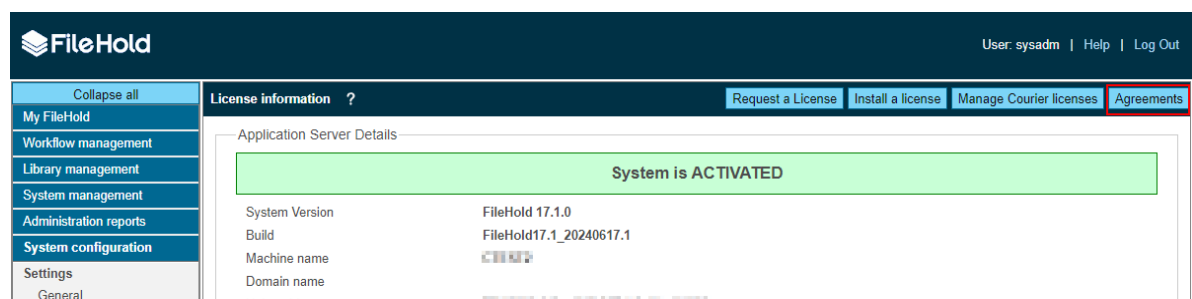 FileHold
User: sysadm | Help | Log Out
Collapse all
My FileHold
Workflow management
Library management
System management
Administration reports
System configuration
Settings
General
License information ?
Request a License
Install a license
Manage Courier licenses
Agreements
Application Server Details
System is ACTIVATED
System Version FileHold 17.1.0
Build FileHold17.1_20240617.1
Machine name
Domain name